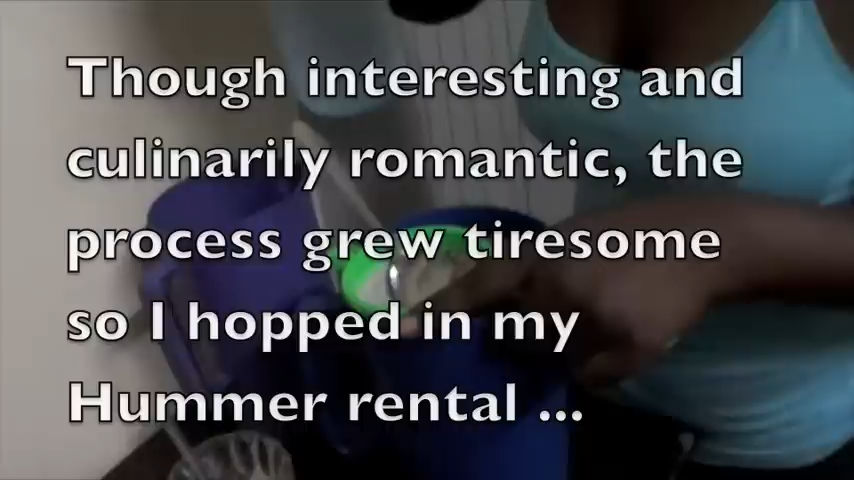 Though interesting and
culinarily romantic, the
process grew tiresome
so I hopped in my
Hummer rental ...